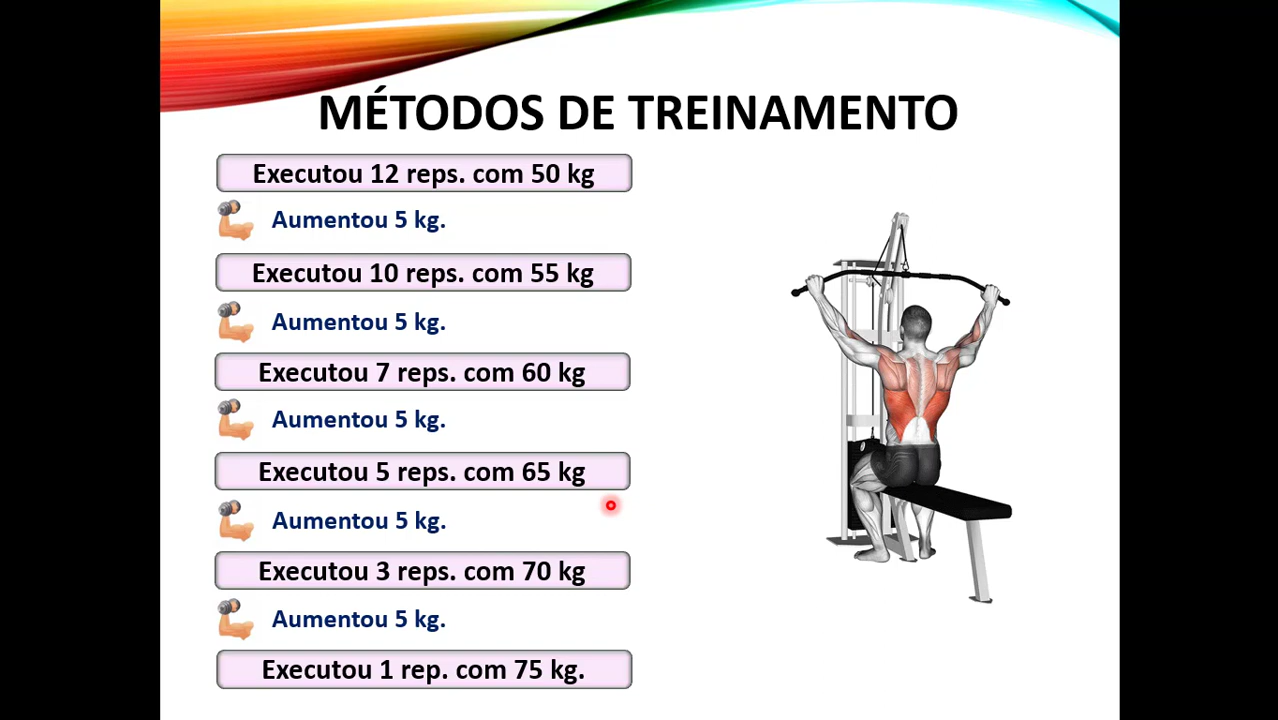 MÉTODOS DE TREINAMENTO
Executou 12 reps. com 50 kg
Aumentou 5 kg.
Executou 10 reps. com 55 kg
Aumentou 5 kg.
Executou 7 reps. com 60 kg
Aumentou 5 kg.
Executou 5 reps. com 65 kg
Aumentou 5 kg.
Executou 3 reps. com 70 kg
Aumentou 5 kg.
Executou 1 rep. com 75 kg.